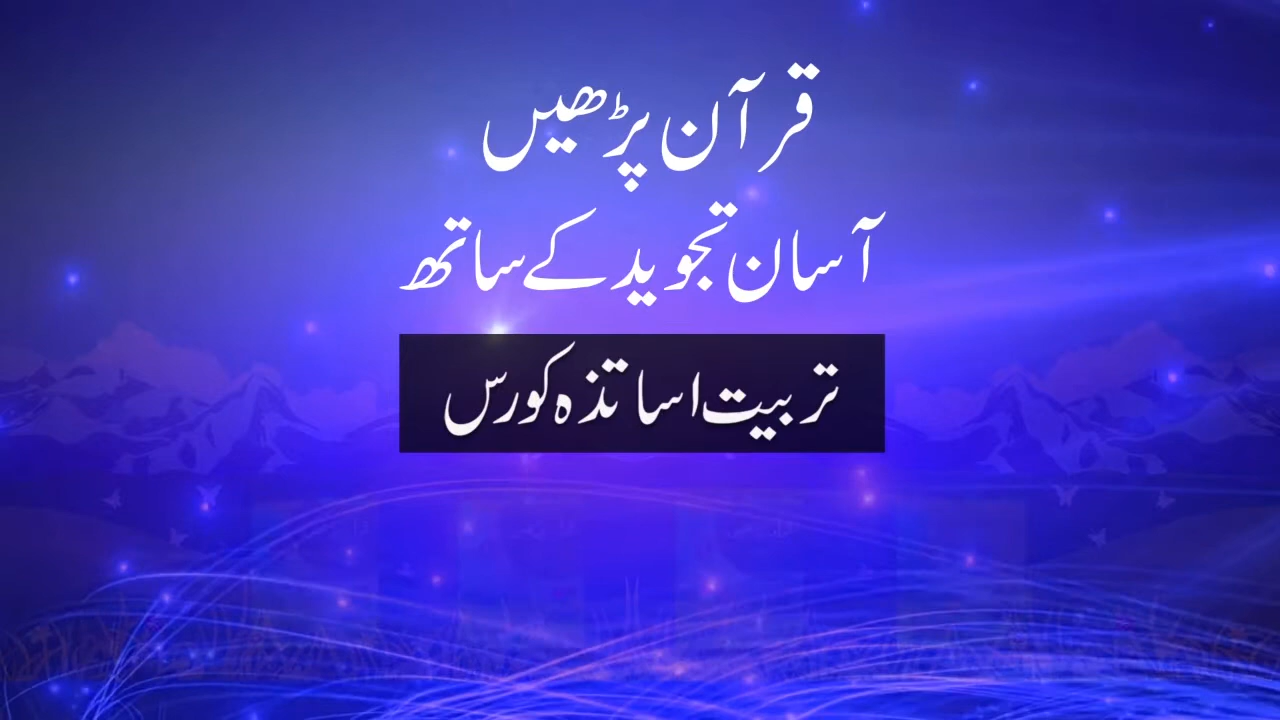 قرآن پڑھیں
آسان تجوید کے ساتھ
تربیت اساتذہ کورس